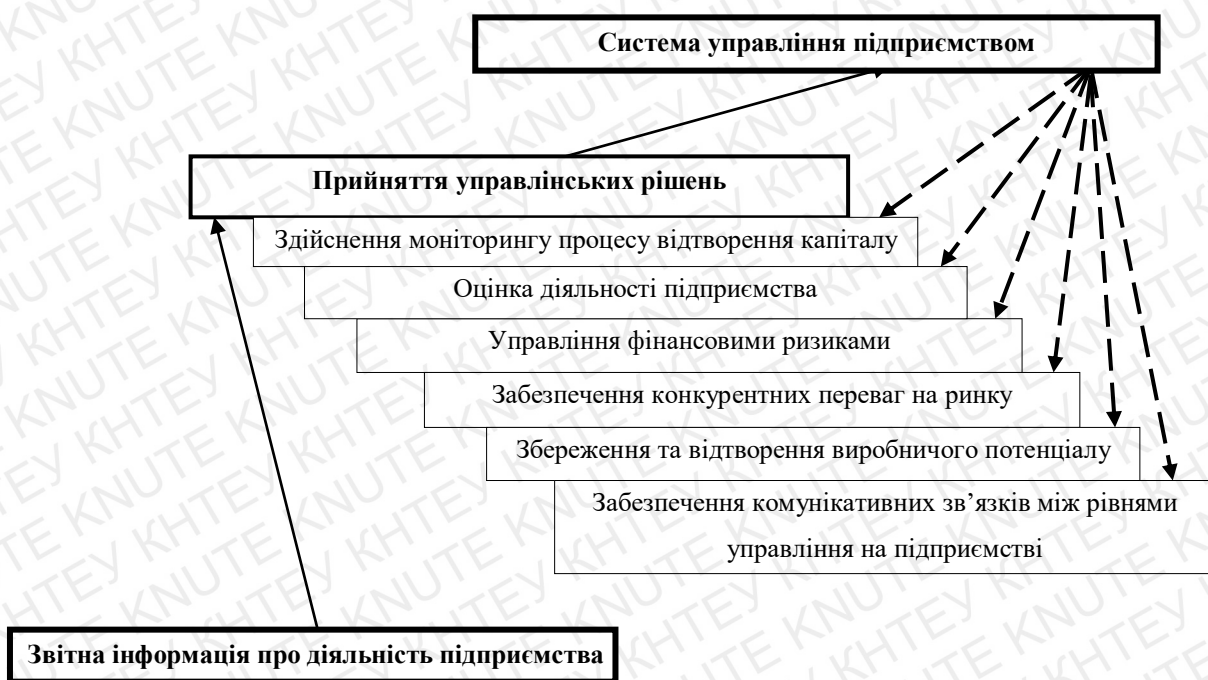 Система управління підприємством
Прийняття управлінських рішень
Здійснення моніторингу процесу відтворення капіталу
Оцінка діяльності підприємства
Управління фінансовими ризиками
Забезпечення конкурентних переваг на ринку
Збереження та відтворення виробничого потенціалу
Забезпечення комунікативних зв’язків між рівнями
управління на підприємстві
Звітна інформація про діяльність підприємства